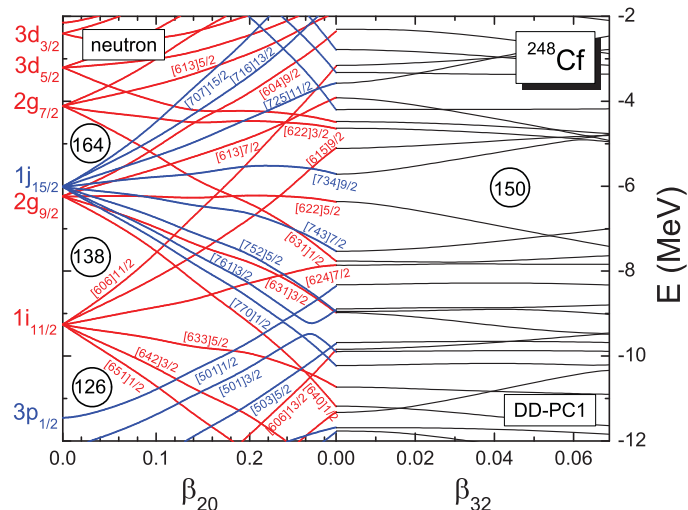 neutron
248Cf
DD-PC1
3d3/2
3d5/2
2g7/2
1j15/2
2g9/2
1i11/2
3p1/2
164
138
126
150
[613]5/2
[707]15/2
[716]13/2
[604]9/2
[725]11/2
[622]3/2
[615]9/2
[613]7/2
[734]9/2
[622]5/2
[743]7/2
[631]1/2
[752]5/2
[761]3/2
[624]7/2
[631]3/2
[606]11/2
[770]1/2
[633]5/2
[501]1/2
[642]3/2
[501]3/2
[651]1/2
[503]5/2
[640]1/2
[606]13/2
-2
-4
-6
-8
-10
-12
E (MeV)
0.0 0.1 0.2 0.00 0.02 0.04 0.06
β20 β32